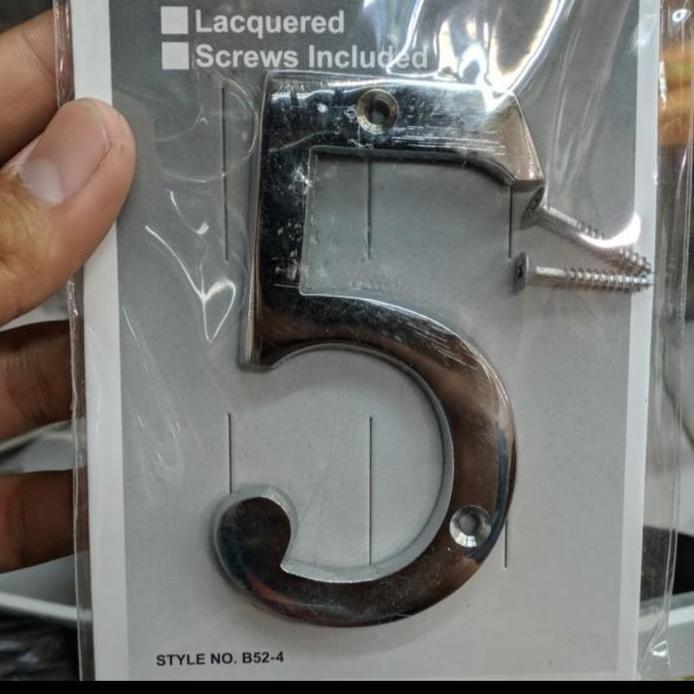 Lacquered
Screws Included
5
STYLE NO. B52-4